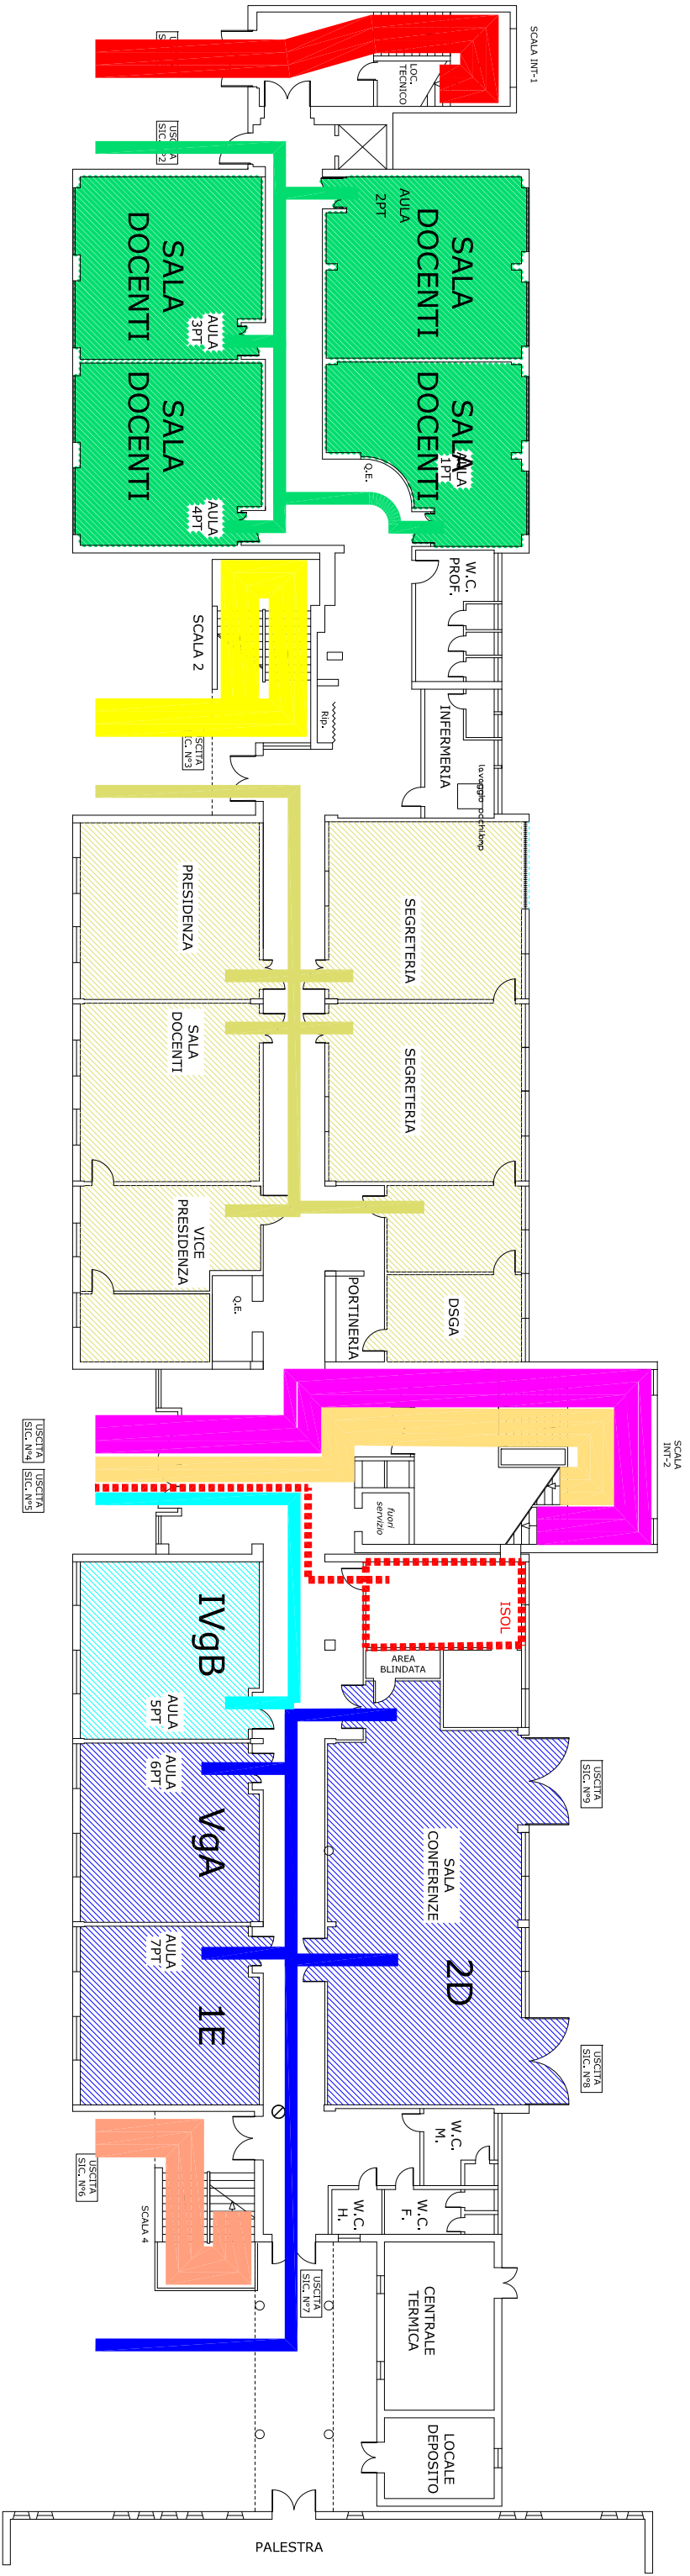 SCALA INT-1
LOC.
TECNICO
USCITA
SIC. N°2
AULA
2PT
SALA
DOCENTI
SALA
DOCENTI
AULA
3PT
SALA
DOCENTI
AULA
1PT
Q.E.
SALA
DOCENTI
AULA
4PT
W.C.
PROF.
SCALA 2
Rip.
INFERMERIA
lavaggio occhi.bmp
PRESIDENZA
SEGRETERIA
SALA
DOCENTI
SEGRETERIA
VICE
PRESIDENZA
Q.E.
PORTINERIA
DSGA
SCALA
INT-2
USCITA
SIC. N°4
USCITA
SIC. N°5
fuori
servizio
ISOL
AREA
BLINDATA
IVgB
AULA
5PT
AULA
6PT
VgA
SALA
CONFERENZE
USCITA
SIC. N°9
AULA
7PT
1E
2D
USCITA
SIC. N°8
W.C.
M.
W.C.
F.
W.C.
H.
USCITA
SIC. N°6
SCALA 4
USCITA
SIC. N°7
CENTRALE
TERMICA
LOCALE
DEPOSITO
PALESTRA